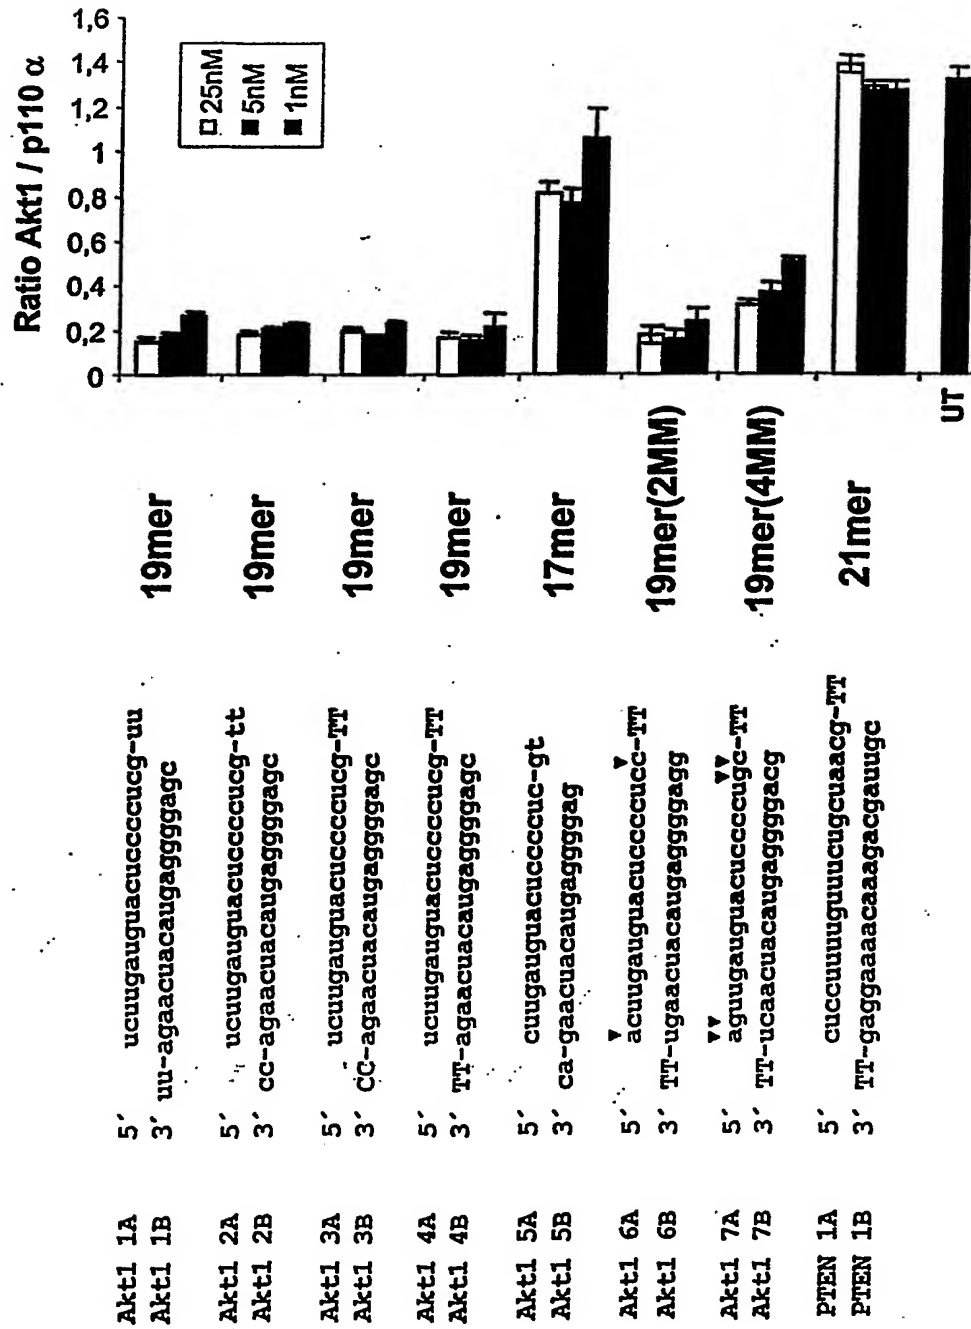 Ratio Akt1 / p110 α
1,6
1,4
1,2
1
0,8
0,6
0,4
0,2
0
25nM
5nM
1nM
Akt1 1A 5´ ucuugauguacuccccucg-uu
Akt1 1B 3´ uu-agaacuacaugaggggagc
19mer
Akt1 2A 5´ ucuugauguacuccccucg-tt
Akt1 2B 3´ cc-agaacuacaugaggggagc
19mer
Akt1 3A 5´ ucuugauguacuccccucg-TT
Akt1 3B 3´ CC-agaacuacaugaggggagc
19mer
Akt1 4A 5´ ucuugauguacuccccucg-TT
Akt1 4B 3´ TT-agaacuacaugaggggagc
19mer
Akt1 5A 5´ cuugauguacuccccuc-gt
Akt1 5B 3´ ca-gaacuacaugaggggag
17mer
Akt1 6A 5´ acuugauguacuccccucc-TT
Akt1 6B 3´ TT-ugaacuacaugaggggagg
19mer(2MM)
Akt1 7A 5´ aguugauguacuccccugc-TT
Akt1 7B 3´ TT-ucaacuacaugaggggacg
19mer(4MM)
PTEN 1A 5´ cuccuuuuguuucugcuaacg-TT
PTEN 1B 3´ TT-gaggaaaacaaagacgauugc
21mer
UT